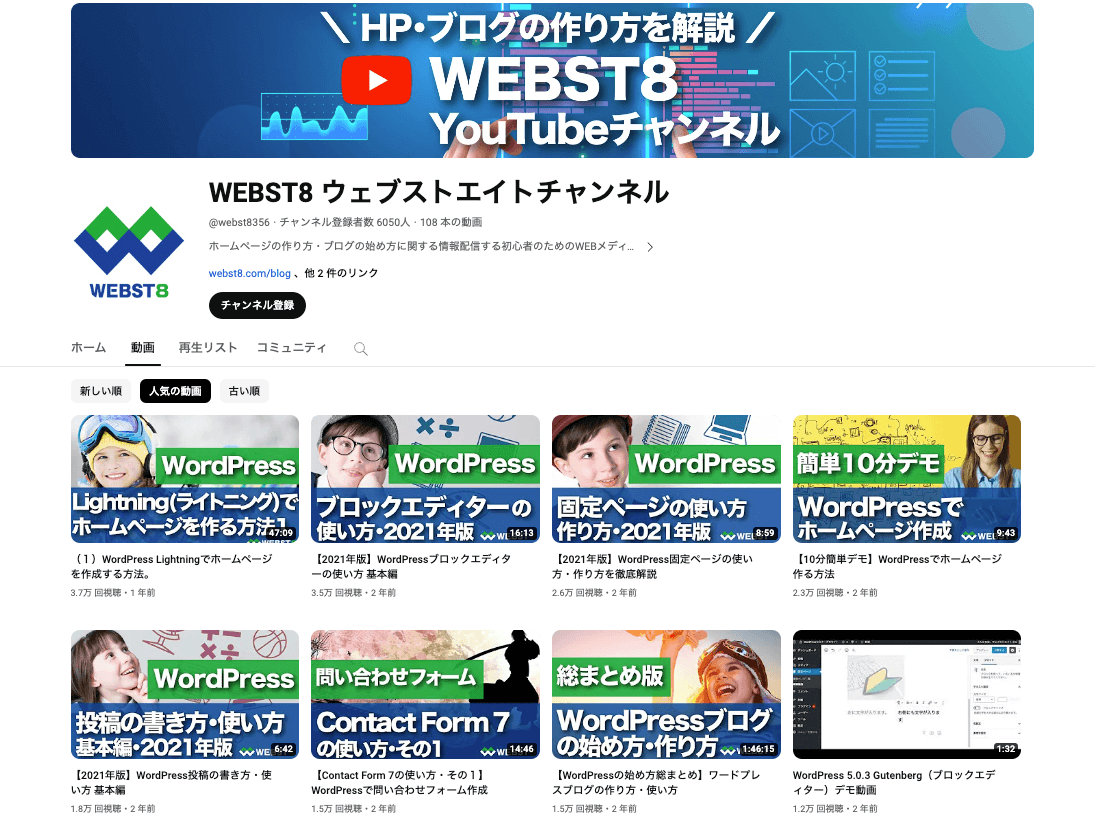 ＼ HP・ブログの作り方を解説 ／
WEBST8
YouTubeチャンネル
WEBST8 ウェブストエイトチャンネル
@webst8356 · チャンネル登録者数 6050人 · 108 本の動画
ホームページの作り方・ブログの始め方に関する情報配信する初心者のためのWEBメディ...
WEBST8
webst8.com/blog 、他 2 件のリンク
チャンネル登録
ホーム 動画 再生リスト コミュニティ
新しい順 人気の動画 古い順
WordPress
Lightning(ライトニング)で
ホームページを作る方法1
47:09
WordPress
ブロックエディターの
使い方・2021年版
16:13
WordPress
固定ページの使い方
作り方・2021年版
8:59
簡単10分デモ
WordPressで
ホームページ作成
9:43
（１）WordPress Lightningでホームページ
を作成する方法。
3.7万 回視聴・1 年前
【2021年版】WordPressブロックエディタ
ーの使い方 基本編
3.5万 回視聴・2 年前
【2021年版】WordPress固定ページの使い
方・作り方を徹底解説
2.6万 回視聴・2 年前
【10分簡単デモ】WordPressでホームページ
作る方法
2.3万 回視聴・2 年前
WordPress
投稿の書き方・使い方
基本編・2021年版
6:42
問い合わせフォーム
Contact Form 7
の使い方・その1
14:46
総まとめ版
WordPressブログ
の始め方・作り方
1:46:15
1:32
【2021年版】WordPress投稿の書き方・使
い方 基本編
1.8万 回視聴・2 年前
【Contact Form 7の使い方・その１】
WordPressで問い合わせフォーム作成
1.5万 回視聴・2 年前
【WordPressの始め方総まとめ】ワードプレ
スブログの作り方・使い方
1.5万 回視聴・2 年前
WordPress 5.0.3 Gutenberg（ブロックエデ
ィター）デモ動画
1.2万 回視聴・2 年前